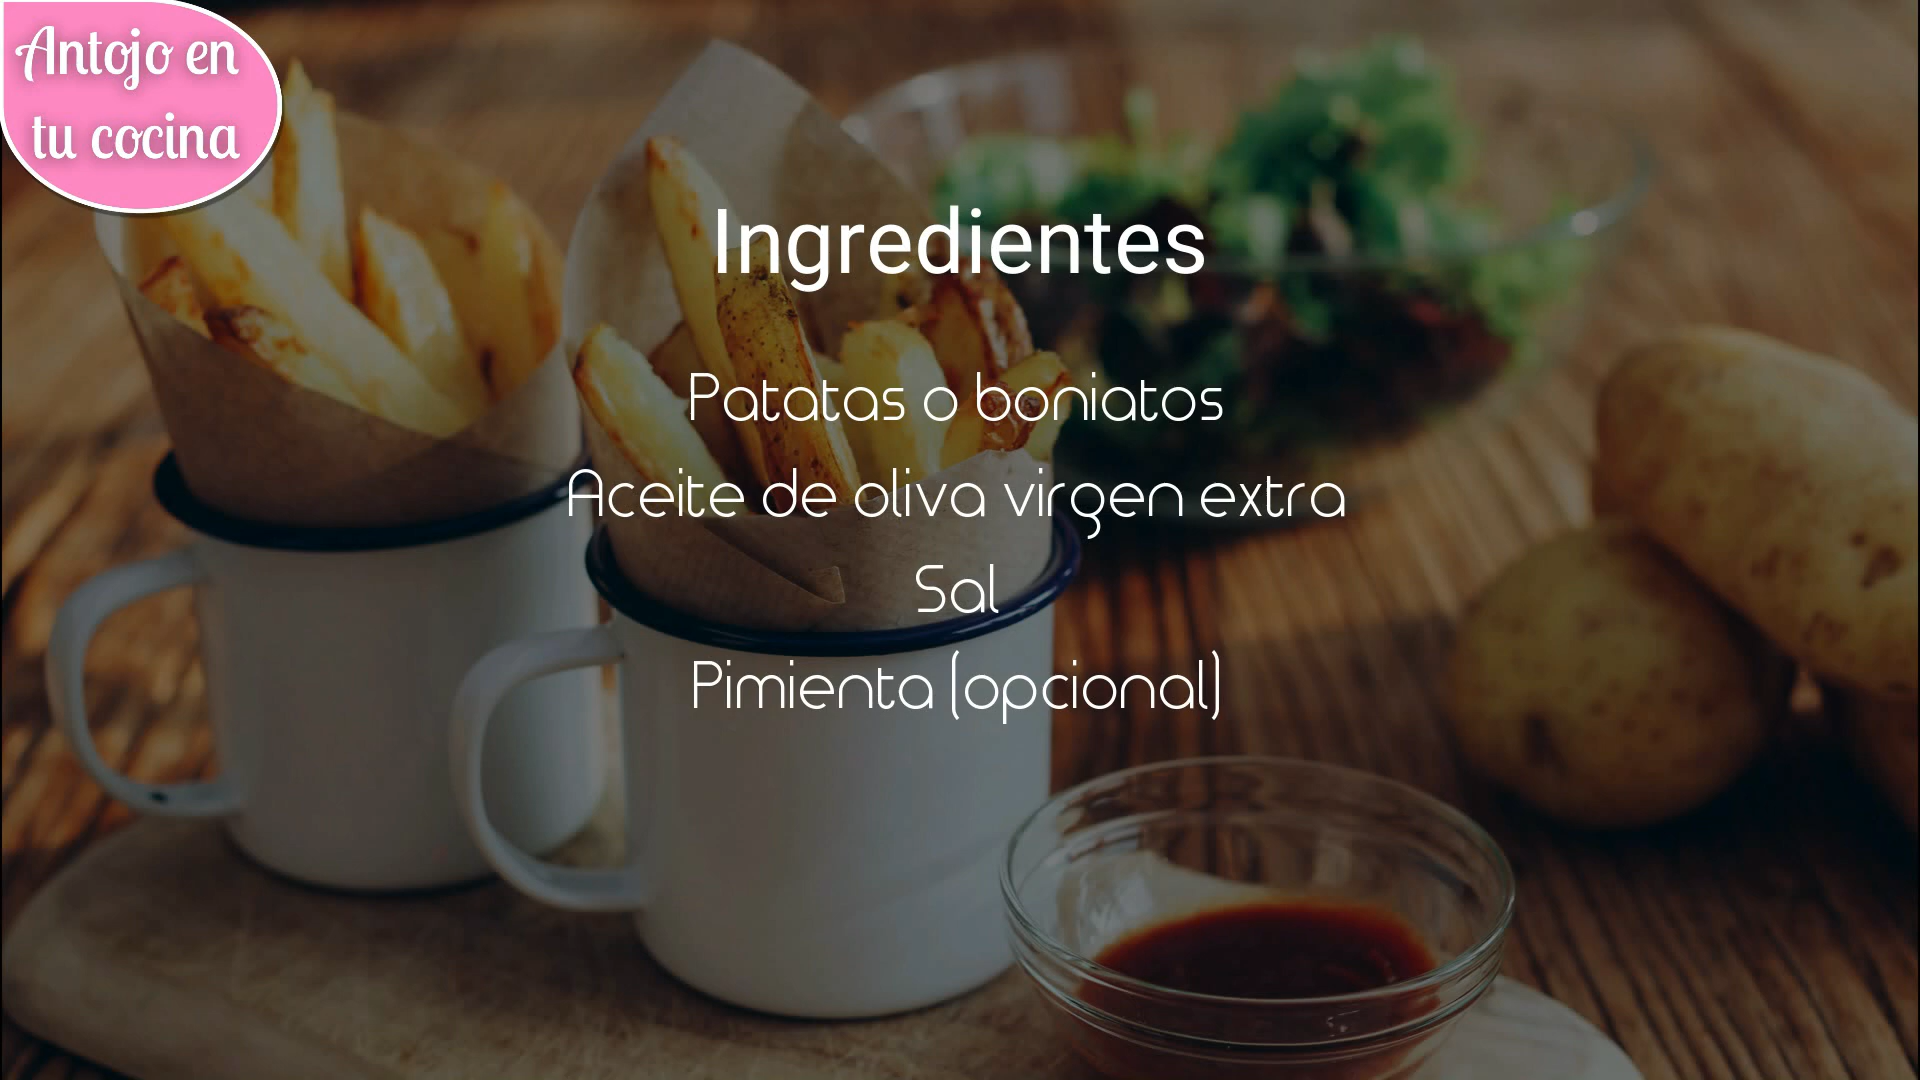 Antojo en
tu cocina
Ingredientes
Patatas o boniatos
Aceite de oliva virgen extra
Sal
Pimienta (opcional)